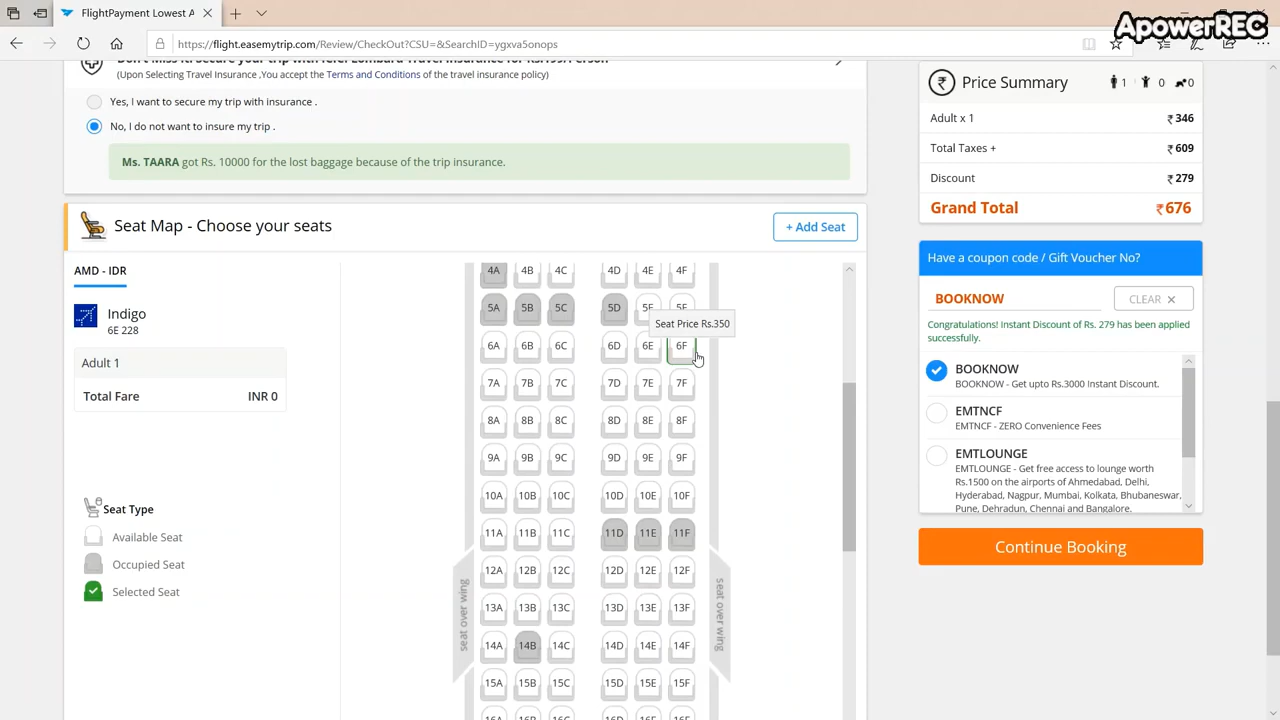 FlightPayment Lowest A
ApowerREC
https://flight.easemytrip.com/Review/CheckOut?CSU=&SearchID=ygxva5onops
(Upon Selecting Travel Insurance ,You accept the Terms and Conditions of the travel insurance policy)
Yes, I want to secure my trip with insurance .
No, I do not want to insure my trip .
Ms. TAARA got Rs. 10000 for the lost baggage because of the trip insurance.
Seat Map - Choose your seats
+ Add Seat
AMD - IDR
Indigo
6E 228
Adult 1
Total Fare INR 0
Seat Type
Available Seat
Occupied Seat
Selected Seat
4A 4B 4C 4D 4E 4F
5A 5B 5C 5D 5E 5F
Seat Price Rs.350
6A 6B 6C 6D 6E 6F
7A 7B 7C 7D 7E 7F
8A 8B 8C 8D 8E 8F
9A 9B 9C 9D 9E 9F
10A 10B 10C 10D 10E 10F
11A 11B 11C 11D 11E 11F
12A 12B 12C 12D 12E 12F
13A 13B 13C 13D 13E 13F
seat over wing
seat over wing
14A 14B 14C 14D 14E 14F
15A 15B 15C 15D 15E 15F
16A 16B 16C 16D 16E 16F
Price Summary 1 0 0
Adult x 1 ₹ 346
Total Taxes + ₹ 609
Discount ₹ 279
Grand Total ₹ 676
Have a coupon code / Gift Voucher No?
BOOKNOW CLEAR ×
Congratulations! Instant Discount of Rs. 279 has been applied
successfully.
BOOKNOW
BOOKNOW - Get upto Rs.3000 Instant Discount.
EMTNCF
EMTNCF - ZERO Convenience Fees
EMTLOUNGE
EMTLOUNGE - Get free access to lounge worth
Rs.1500 on the airports of Ahmedabad, Delhi,
Hyderabad, Nagpur, Mumbai, Kolkata, Bhubaneswar,
Pune, Dehradun, Chennai and Bangalore.
Continue Booking